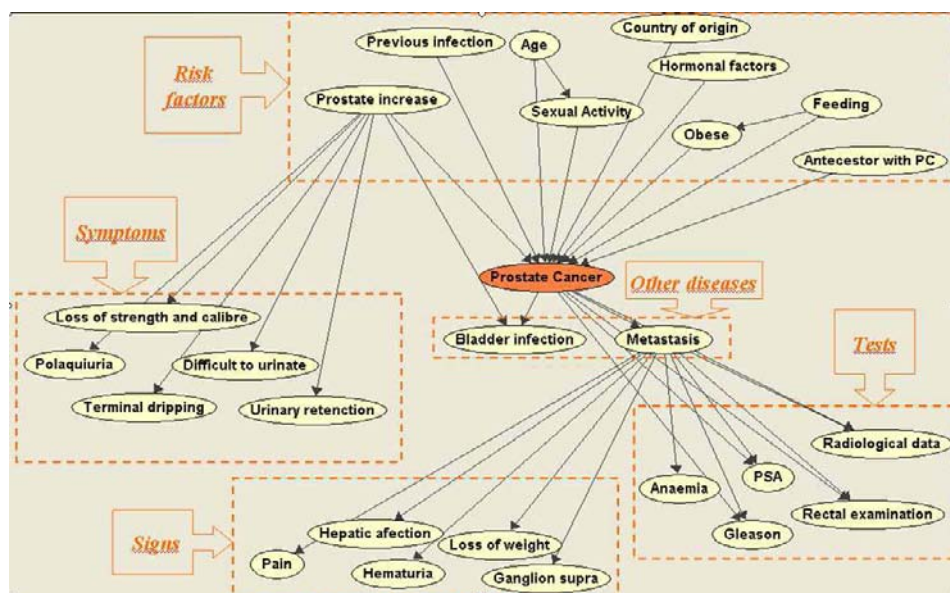 Risk
factors
Previous infection
Age
Country of origin
Hormonal factors
Prostate increase
Sexual Activity
Feeding
Obese
Antecestor with PC
Symptoms
Prostate Cancer
Other diseases
Loss of strength and calibre
Bladder infection
Metastasis
Tests
Polaquiuria
Difficult to urinate
Terminal dripping
Urinary retenction
Radiological data
PSA
Anaemia
Rectal examination
Gleason
Signs
Hepatic afection
Loss of weight
Pain
Hematuria
Ganglion supra